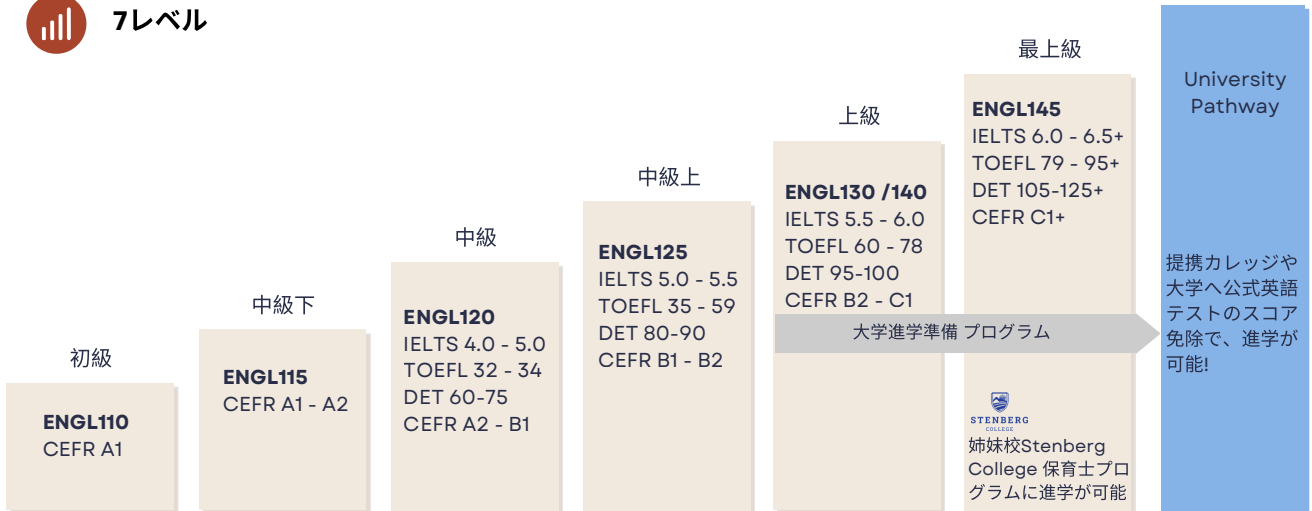 7レベル
初級
ENGL110
CEFR A1
中級下
ENGL115
CEFR A1 - A2
中級
ENGL120
IELTS 4.0 - 5.0
TOEFL 32 - 34
DET 60-75
CEFR A2 - B1
中級上
ENGL125
IELTS 5.0 - 5.5
TOEFL 35 - 59
DET 80-90
CEFR B1 - B2
上級
ENGL130 /140
IELTS 5.5 - 6.0
TOEFL 60 - 78
DET 95-100
CEFR B2 - C1
最上級
ENGL145
IELTS 6.0 - 6.5+
TOEFL 79 - 95+
DET 105-125+
CEFR C1+
大学進学準備 プログラム
STENBERG
COLLEGE
姉妹校Stenberg
College 保育士プロ
グラムに進学が可能
University
Pathway
提携カレッジや
大学へ公式英語
テストのスコア
免除で、進学が
可能!